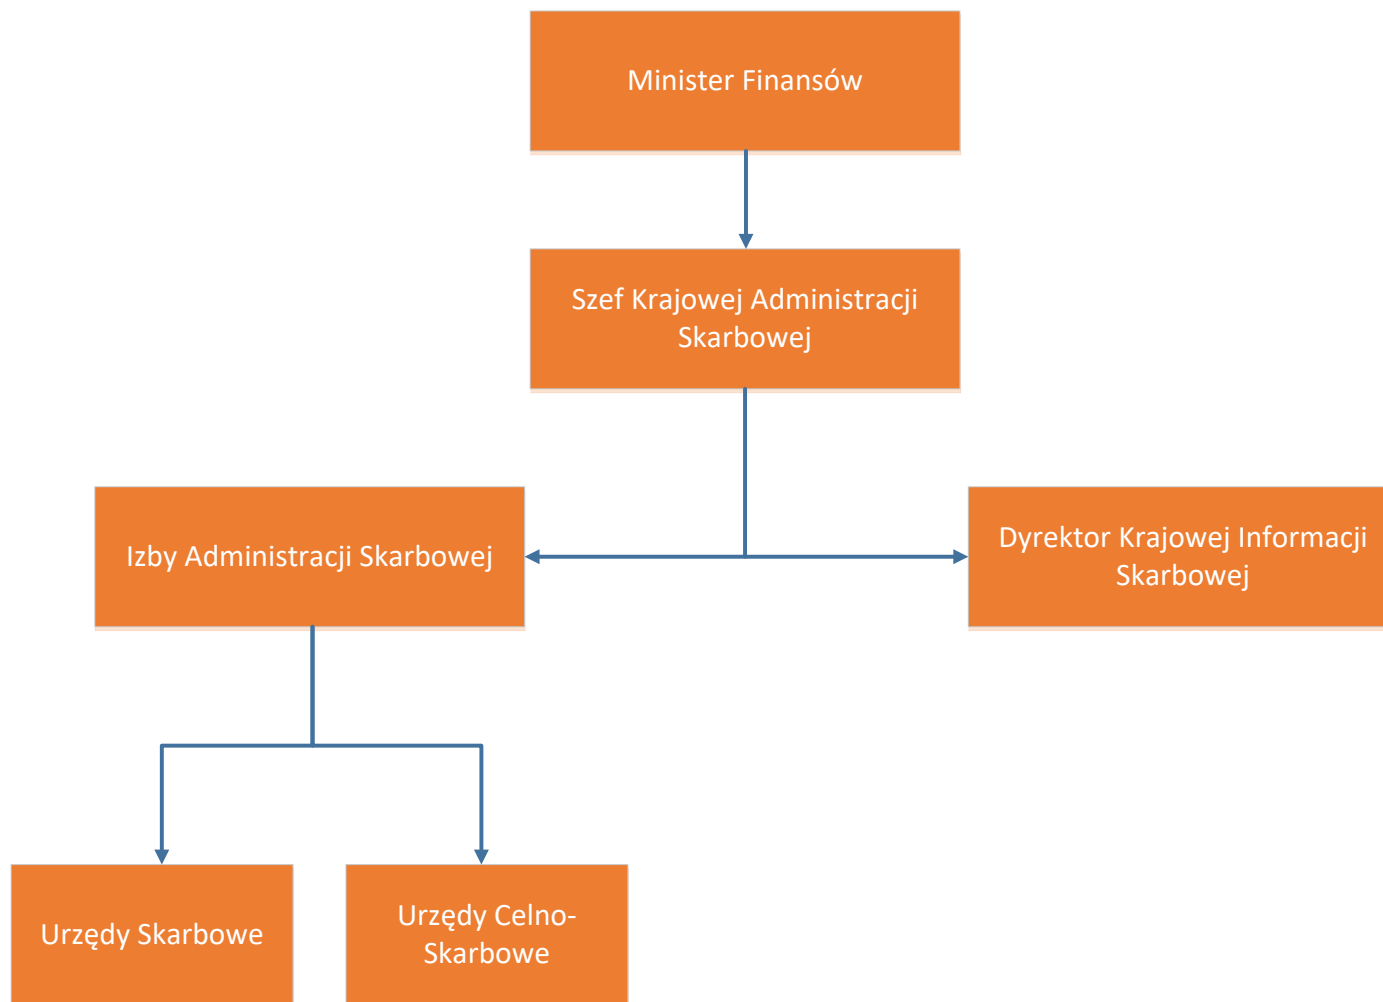 Minister Finansów
Szef Krajowej Administracji
Skarbowej
Izby Administracji Skarbowej
Dyrektor Krajowej Informacji
Skarbowej
Urzędy Skarbowe
Urzędy Celno-
Skarbowe